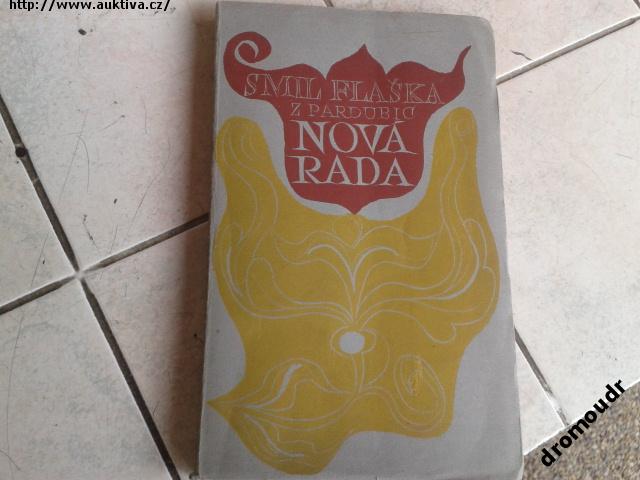 http://www.auktiva.cz/
SMIL FLAŠKA
Z PARDUBIC
NOVÁ
RADA
dromoudr